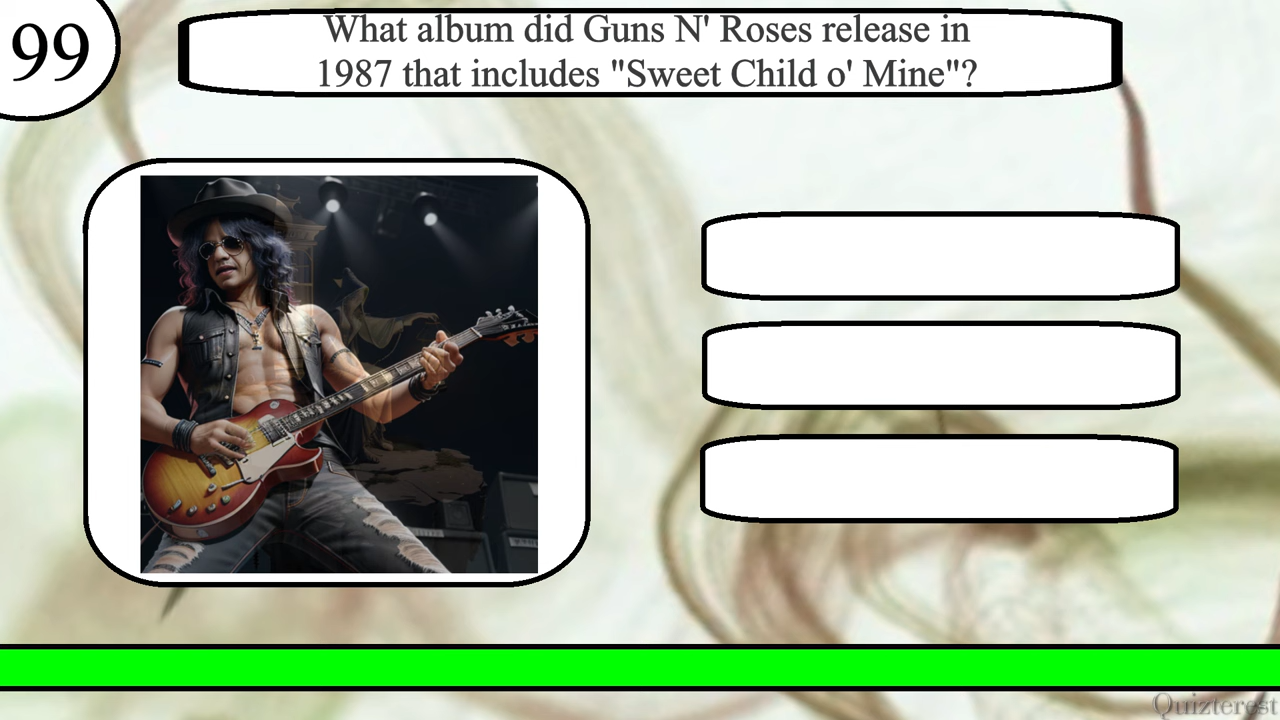 99
What album did Guns N' Roses release in
1987 that includes "Sweet Child o' Mine"?
Quizterest